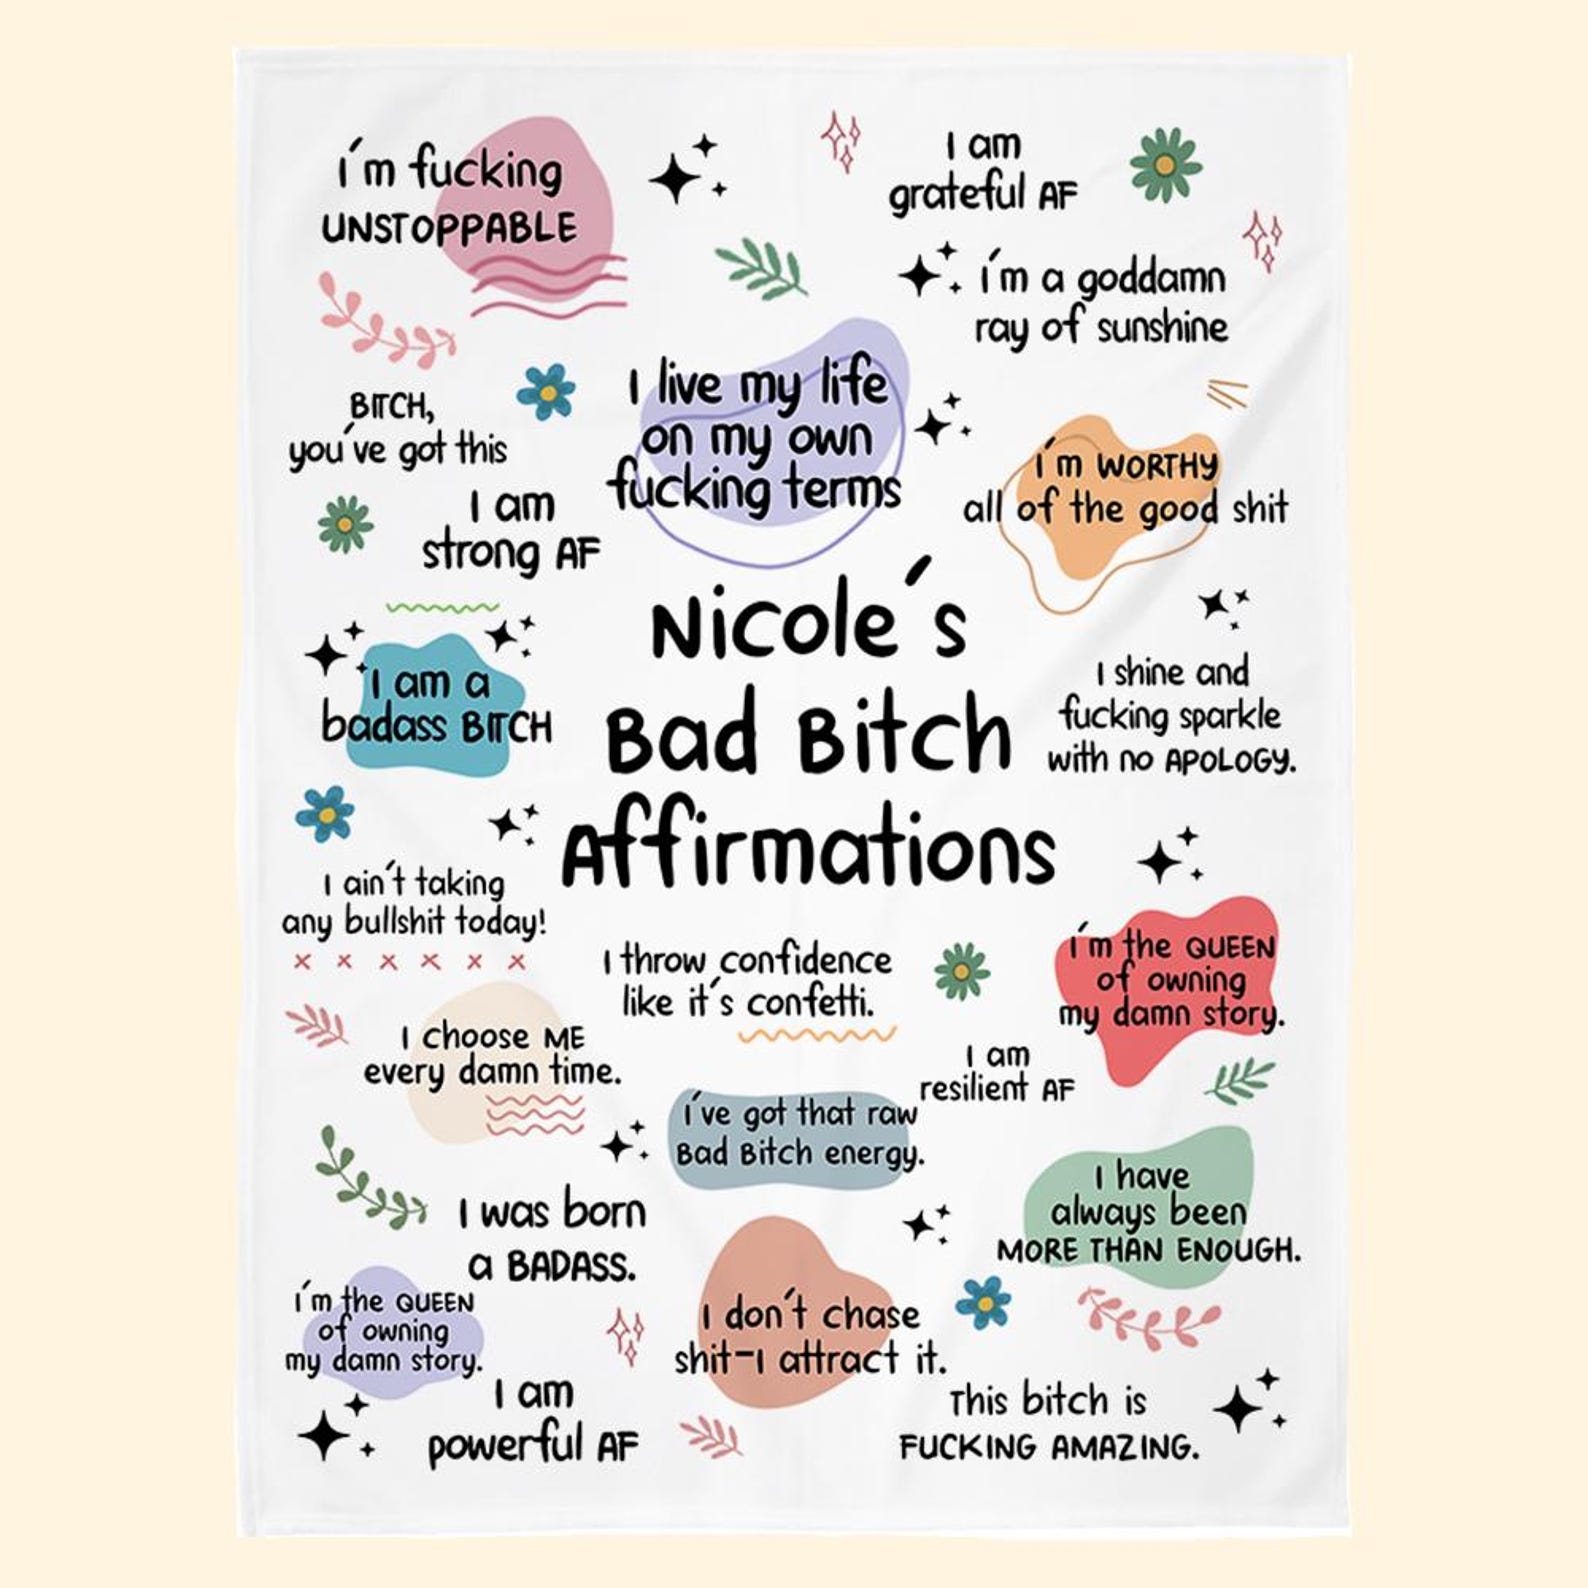 i'm fucking
UNSTOPPABLE
I am
grateful AF
i'm a goddamn
ray of sunshine
BITCH,
you've got this
I live my life
on my own
fucking terms
i'm WORTHY
all of the good shit
I am
strong AF
Nicole's
Bad Bitch
Affirmations
I am a
badass BITCH
I shine and
fucking sparkle
with no APOLOGY.
I ain't taking
any bullshit today!
I throw confidence
like it's confetti.
i'm the QUEEN
of owning
my damn story.
I choose ME
every damn time.
I am
resilient AF
i've got that raw
Bad Bitch energy.
I have
always been
MORE THAN ENOUGH.
I was born
a BADASS.
i'm the QUEEN
of owning
my damn story.
I don't chase
shit-I attract it.
I am
powerful AF
This bitch is
FUCKING AMAZING.